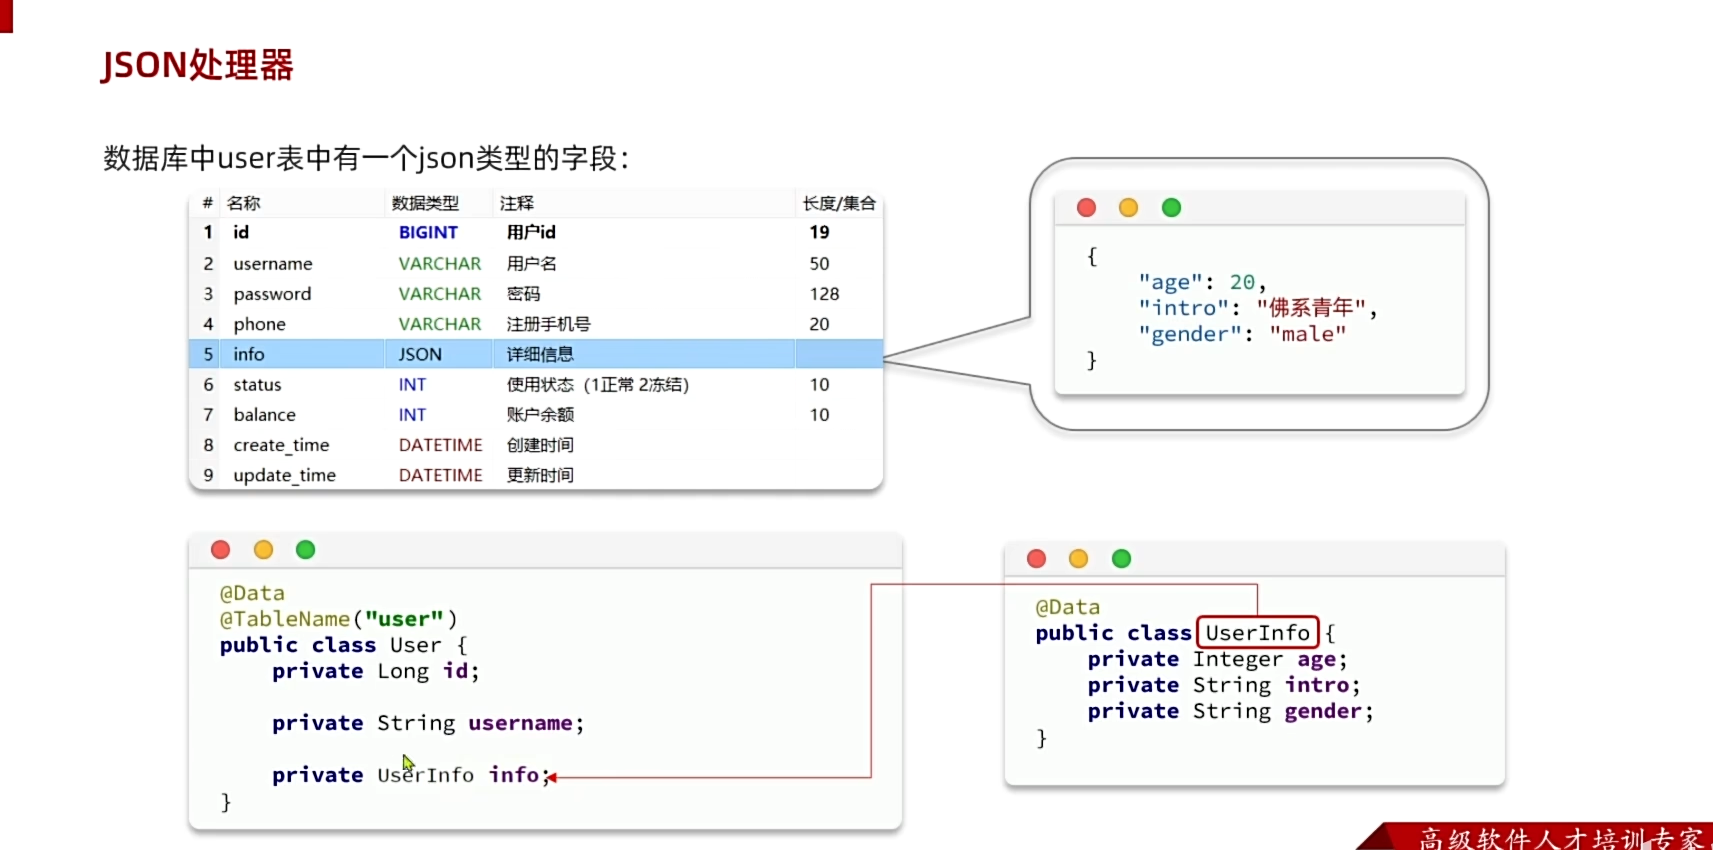 JSON处理器
数据库中user表中有一个json类型的字段：
# 名称 数据类型 注释 长度/集合
1 id BIGINT 用户id 19
2 username VARCHAR 用户名 50
3 password VARCHAR 密码 128
4 phone VARCHAR 注册手机号 20
5 info JSON 详细信息
6 status INT 使用状态（1正常 2冻结） 10
7 balance INT 账户余额 10
8 create_time DATETIME 创建时间
9 update_time DATETIME 更新时间
{
"age": 20,
"intro": "佛系青年",
"gender": "male"
}
@Data
@TableName("user")
public class User {
private Long id;
private String username;
private UserInfo info;
}
@Data
public class UserInfo {
private Integer age;
private String intro;
private String gender;
}
高级软件人才培训专家